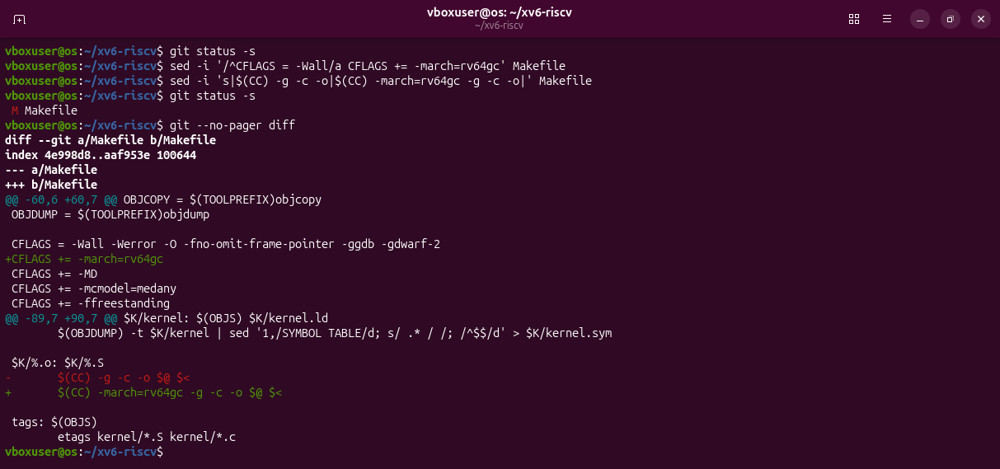 vboxuser@os: ~/xv6-riscv
~/xv6-riscv
vboxuser@os:~/xv6-riscv$ git status -s
vboxuser@os:~/xv6-riscv$ sed -i '/^CFLAGS = -Wall/a CFLAGS += -march=rv64gc' Makefile
vboxuser@os:~/xv6-riscv$ sed -i 's|$(CC) -g -c -o|$(CC) -march=rv64gc -g -c -o|' Makefile
vboxuser@os:~/xv6-riscv$ git status -s
 M Makefile
vboxuser@os:~/xv6-riscv$ git --no-pager diff
diff --git a/Makefile b/Makefile
index 4e998d8..aaf953e 100644
--- a/Makefile
+++ b/Makefile
@@ -60,6 +60,7 @@ OBJCOPY = $(TOOLPREFIX)objcopy
 OBJDUMP = $(TOOLPREFIX)objdump
 CFLAGS = -Wall -Werror -O -fno-omit-frame-pointer -ggdb -gdwarf-2
+CFLAGS += -march=rv64gc
 CFLAGS += -MD
 CFLAGS += -mcmodel=medany
 CFLAGS += -ffreestanding
@@ -89,7 +90,7 @@ $K/kernel: $(OBJS) $K/kernel.ld
        $(OBJDUMP) -t $K/kernel | sed '1,/SYMBOL TABLE/d; s/ .* / /; /^$$/d' > $K/kernel.sym
 $K/%.o: $K/%.S
-       $(CC) -g -c -o $@ $<
+       $(CC) -march=rv64gc -g -c -o $@ $<
 tags: $(OBJS)
        etags kernel/*.S kernel/*.c
vboxuser@os:~/xv6-riscv$